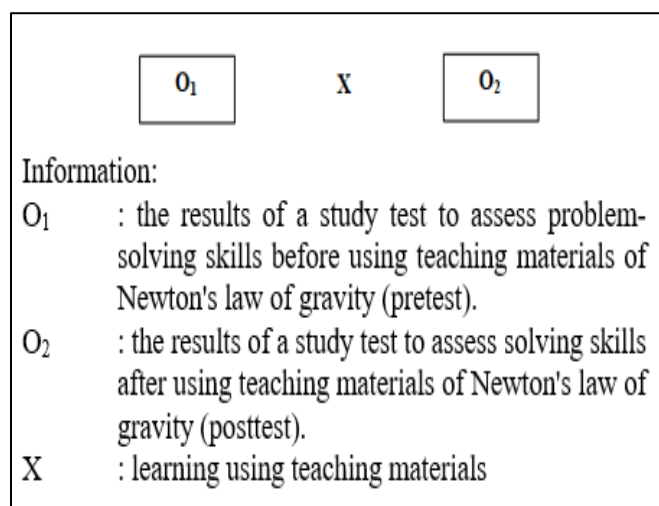 O₁ X O₂
Information:
O₁ : the results of a study test to assess problem-
solving skills before using teaching materials of
Newton's law of gravity (pretest).
O₂ : the results of a study test to assess solving skills
after using teaching materials of Newton's law of
gravity (posttest).
X : learning using teaching materials